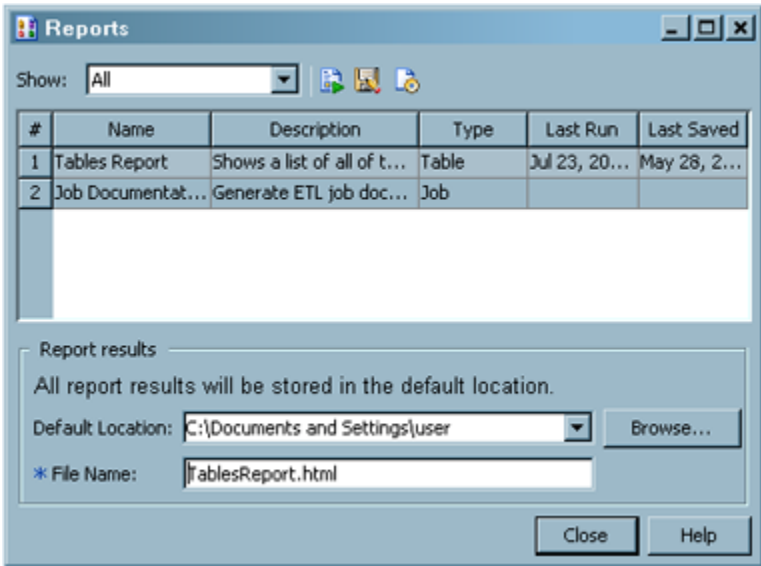 Reports
Show: All
# Name Description Type Last Run Last Saved
1 Tables Report Shows a list of all of t... Table Jul 23, 20... May 28, 2...
2 Job Documentat... Generate ETL job doc... Job
Report results
All report results will be stored in the default location.
Default Location: C:\Documents and Settings\user Browse...
* File Name: TablesReport.html
Close Help